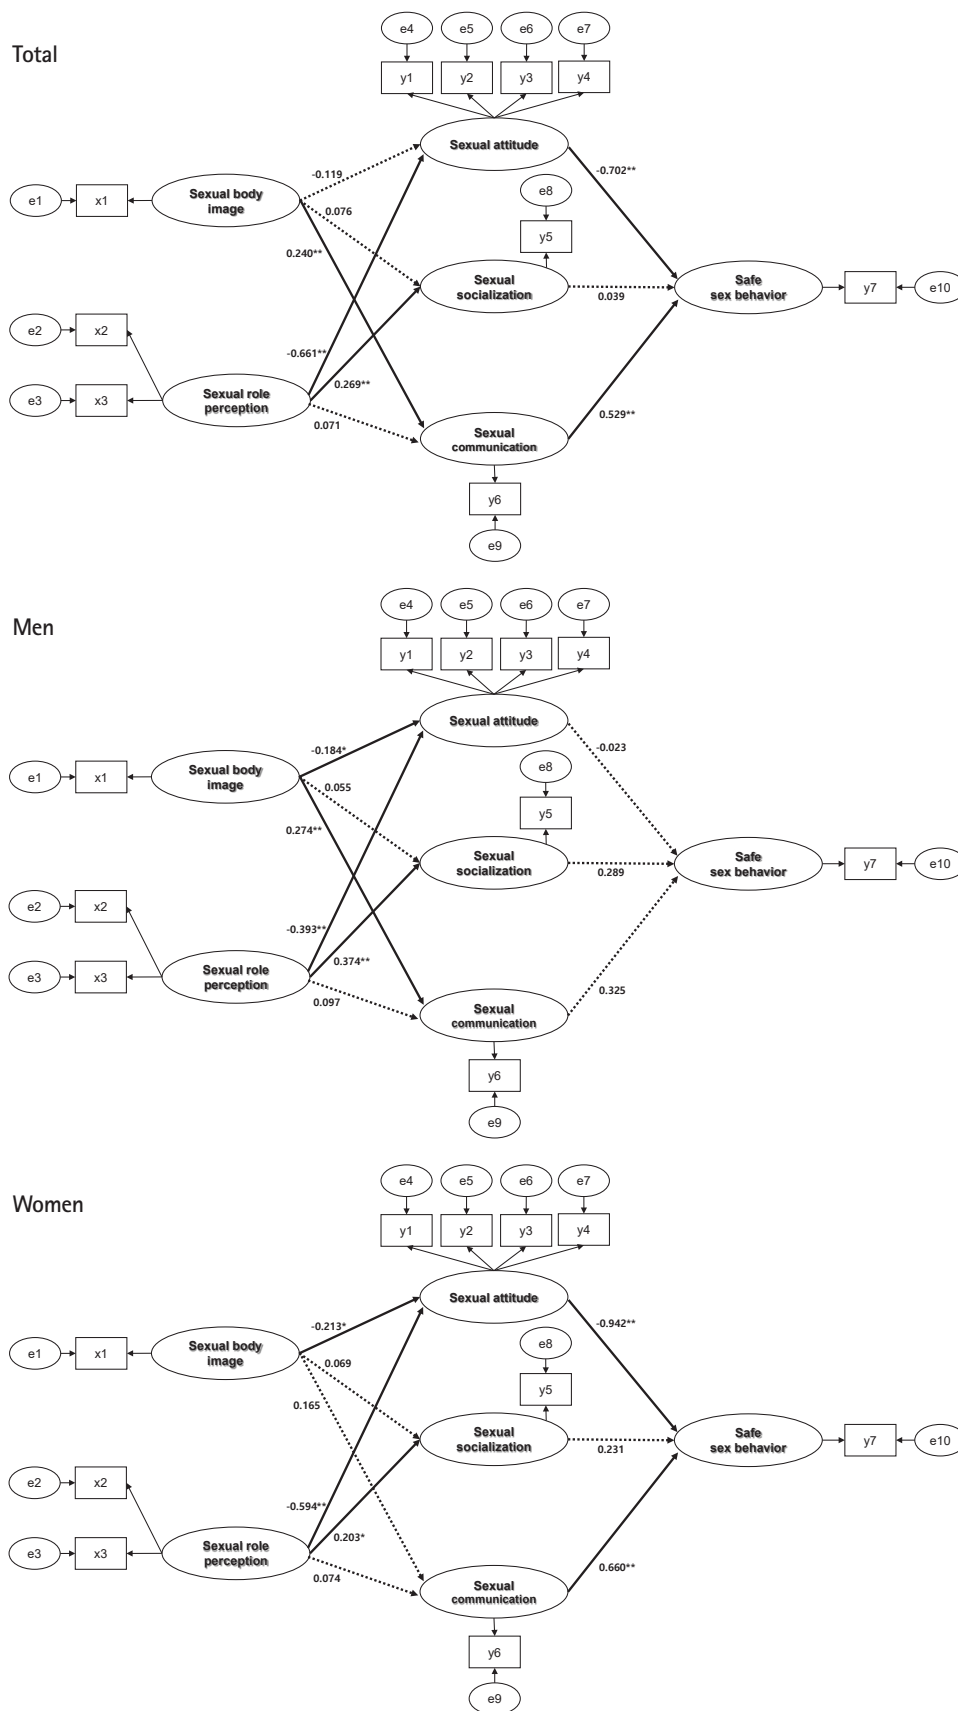 Total
e4 e5 e6 e7
y1 y2 y3 y4
Sexual attitude
-0.119
-0.702**
e1 x1
Sexual body
image
0.076
e8
y5
0.240**
Sexual
socialization
0.039
Safe
sex behavior
y7 e10
e2 x2
-0.661**
0.269**
e3 x3
Sexual role
perception
0.071
0.529**
Sexual
communication
y6
e9
Men
e4 e5 e6 e7
y1 y2 y3 y4
Sexual attitude
-0.184*
-0.023
e1 x1
Sexual body
image
0.055
e8
y5
0.274**
Sexual
socialization
0.289
Safe
sex behavior
y7 e10
e2 x2
-0.393**
0.374**
e3 x3
Sexual role
perception
0.097
0.325
Sexual
communication
y6
e9
Women
e4 e5 e6 e7
y1 y2 y3 y4
Sexual attitude
-0.213*
-0.942**
e1 x1
Sexual body
image
0.069
e8
y5
0.165
Sexual
socialization
0.231
Safe
sex behavior
y7 e10
e2 x2
-0.594**
0.203*
e3 x3
Sexual role
perception
0.074
0.660**
Sexual
communication
y6
e9